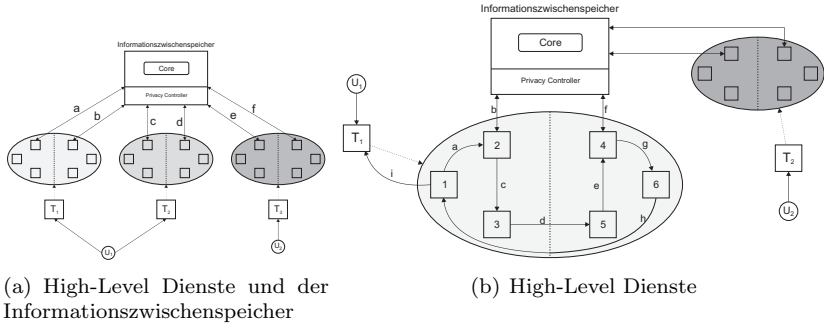 Informationszwischenspeicher
Core
Privacy Controller
a
b
c
d
e
f
T1
T2
T3
U1
U2
(a) High-Level Dienste und der
Informationszwischenspeicher
Informationszwischenspeicher
Core
Privacy Controller
U1
T1
b
f
a
2
4
g
i
1
c
e
6
T2
3
d
5
h
U2
(b) High-Level Dienste